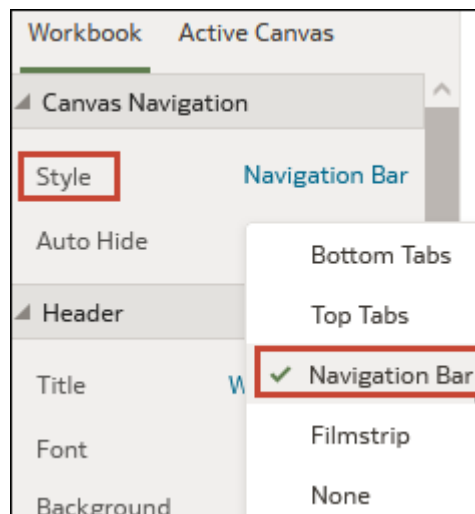 Workbook Active Canvas
Canvas Navigation
Style Navigation Bar
Auto Hide
Bottom Tabs
Header
Top Tabs
Title
✓ Navigation Bar
Font
Filmstrip
Background
None